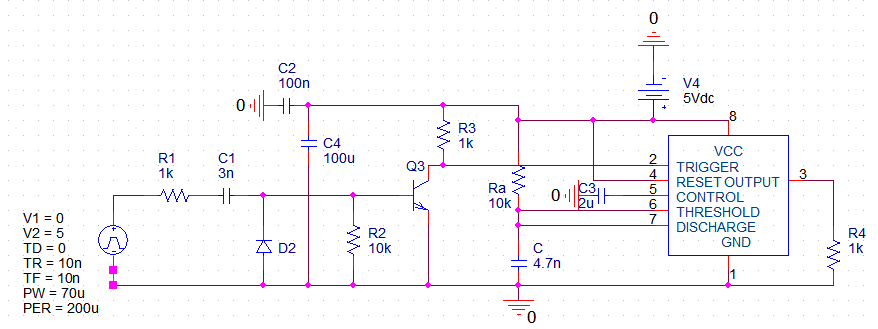 0
V4
5Vdc
C2
100n
0
8
R3
1k
C4
100u
VCC
R1
1k
C1
3n
Q3
2
TRIGGER
4
RESET OUTPUT
3
Ra
10k
0
C3
2u
5
CONTROL
6
THRESHOLD
7
DISCHARGE
GND
V1 = 0
V2 = 5
TD = 0
TR = 10n
TF = 10n
PW = 70u
PER = 200u
D2
R2
10k
C
4.7n
R4
1k
1
0